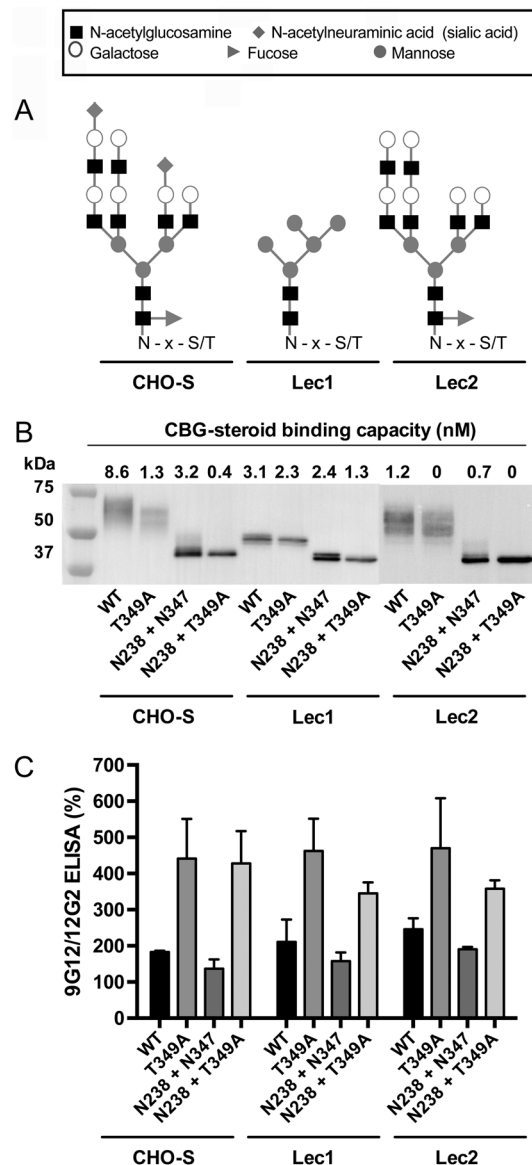 N-acetylglucosamine N-acetylneuraminic acid (sialic acid)
Galactose Fucose Mannose
A
N - x - S/T N - x - S/T N - x - S/T
CHO-S Lec1 Lec2
B
CBG-steroid binding capacity (nM)
kDa
8.6 1.3 3.2 0.4 3.1 2.3 2.4 1.3 1.2 0 0.7 0
75
50
37
WT T349A N238 + N347 N238 + T349A WT T349A N238 + N347 N238 + T349A WT T349A N238 + N347 N238 + T349A
CHO-S Lec1 Lec2
C
9G12/12G2 ELISA (%)
700
600
500
400
300
200
100
0
WT T349A N238 + N347 N238 + T349A WT T349A N238 + N347 N238 + T349A WT T349A N238 + N347 N238 + T349A
CHO-S Lec1 Lec2